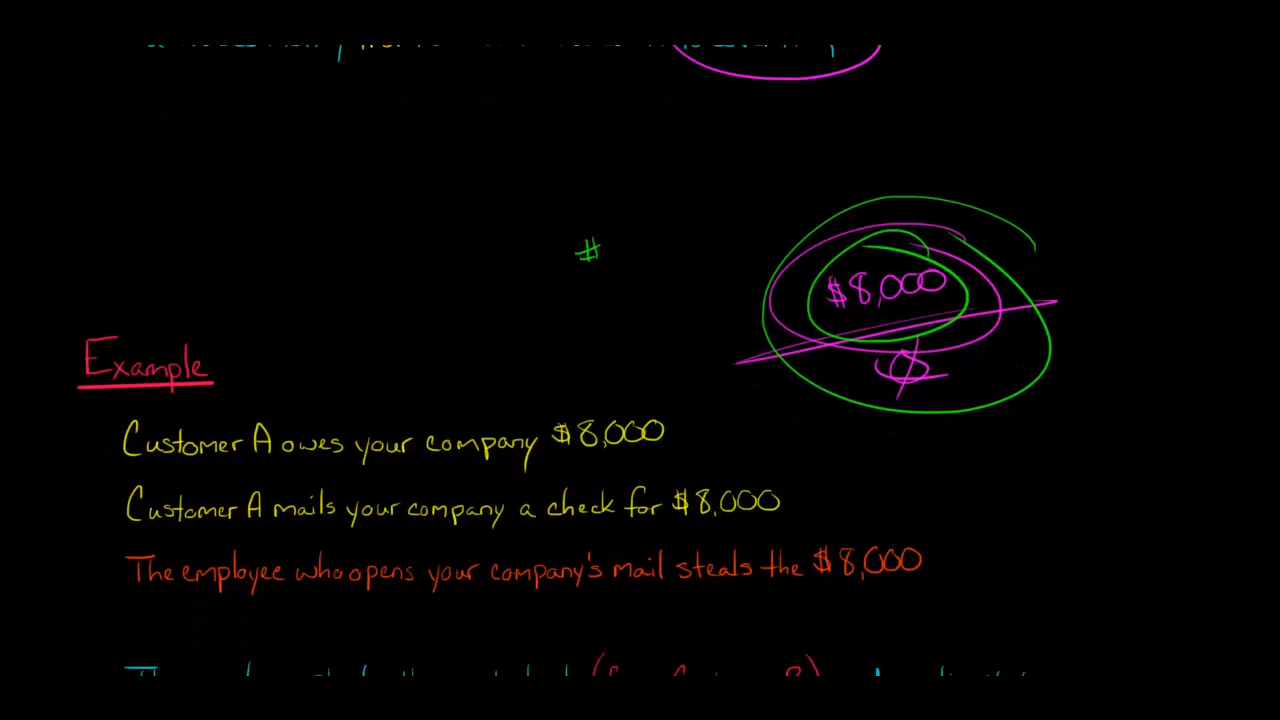 #
$8,000
Example
Customer A owes your company $8,000
Customer A mails your company a check for $8,000
The employee who opens your company's mail steals the $8,000